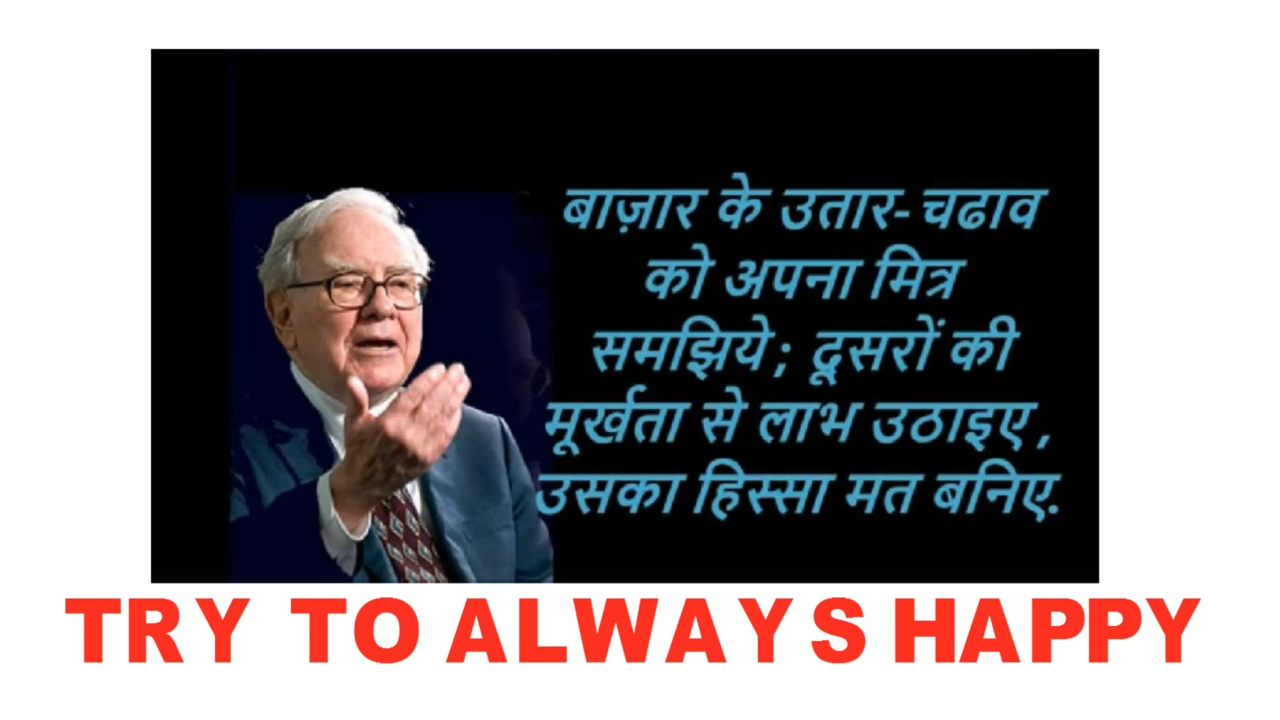 बाज़ार के उतार-चढाव
को अपना मित्र
समझिये; दूसरों की
मूर्खता से लाभ उठाइए,
उसका हिस्सा मत बनिए.
TRY TO ALWAYS HAPPY